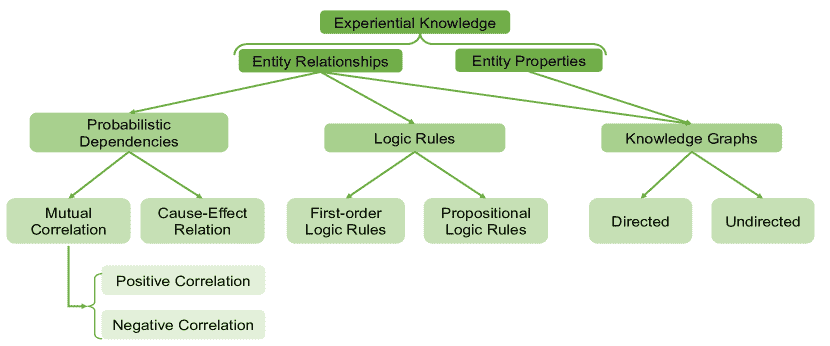 Experiential Knowledge
Entity Relationships
Entity Properties
Probabilistic
Dependencies
Logic Rules
Knowledge Graphs
Mutual
Correlation
Cause-Effect
Relation
First-order
Logic Rules
Propositional
Logic Rules
Directed
Undirected
Positive Correlation
Negative Correlation